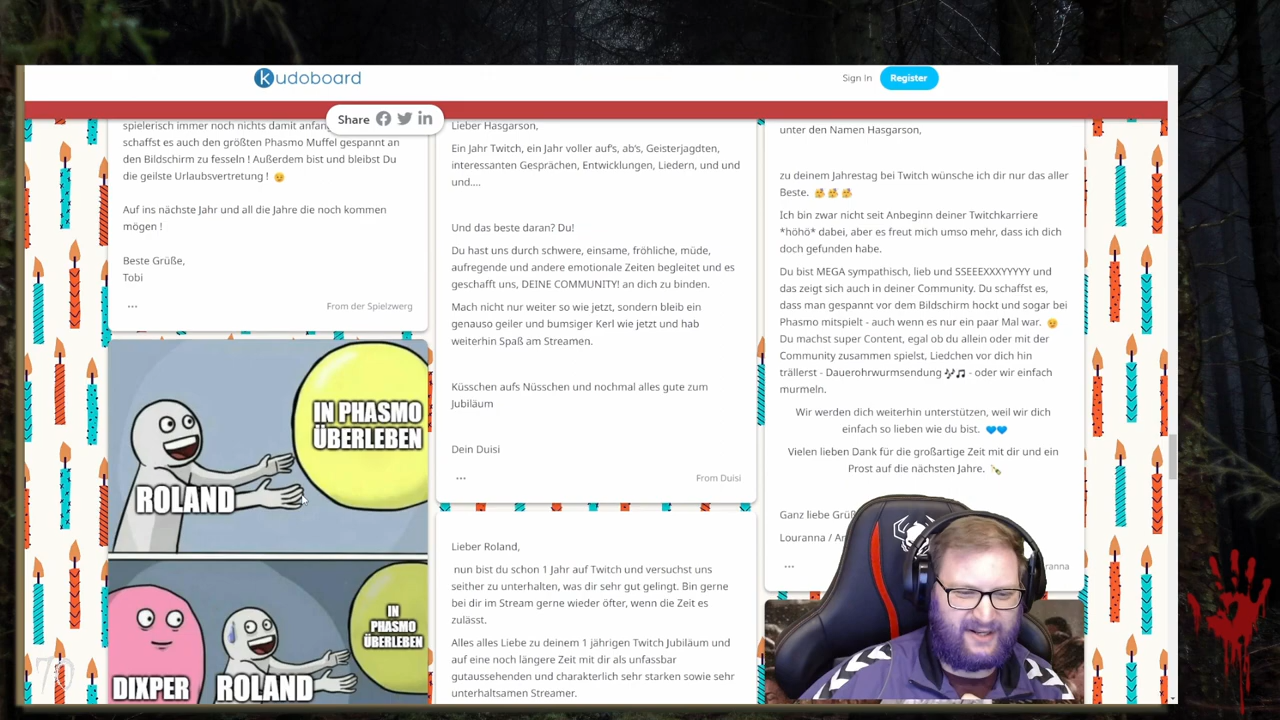 kudoboard
Sign In
Register
Share
spielerisch immer noch nichts damit
schaffst es auch den größten Phasmo Muffel gespannt an
den Bildschirm zu fesseln ! Außerdem bist und bleibst Du
die geilste Urlaubsvertretung ! 😉
Auf ins nächste Jahr und all die Jahre die noch kommen
mögen !
Beste Grüße,
Tobi
From der Spielzwerg
IN PHASMO
ÜBERLEBEN
ROLAND
IN
PHASMO
ÜBERLEBEN
DIXPER
ROLAND
Lieber Hasgarson,
Ein Jahr Twitch, ein Jahr voller auf's, ab's, Geisterjagdten,
interessanten Gesprächen, Entwicklungen, Liedern, und und
und....
Und das beste daran? Du!
Du hast uns durch schwere, einsame, fröhliche, müde,
aufregende und andere emotionale Zeiten begleitet und es
geschafft uns, DEINE COMMUNITY! an dich zu binden.
Mach nicht nur weiter so wie jetzt, sondern bleib ein
genauso geiler und bumsiger Kerl wie jetzt und hab
weiterhin Spaß am Streamen.
Küsschen aufs Nüsschen und nochmal alles gute zum
Jubiläum
Dein Duisi
From Duisi
Lieber Roland,
nun bist du schon 1 Jahr auf Twitch und versuchst uns
seither zu unterhalten, was dir sehr gut gelingt. Bin gerne
bei dir im Stream gerne wieder öfter, wenn die Zeit es
zulässt.
Alles alles Liebe zu deinem 1 jährigen Twitch Jubiläum und
auf eine noch längere Zeit mit dir als unfassbar
gutaussehenden und charakterlich sehr starken sowie sehr
unterhaltsamen Streamer.
unter den Namen Hasgarson,
zu deinem Jahrestag bei Twitch wünsche ich dir nur das aller
Beste. 🥳 🥳 🥳
Ich bin zwar nicht seit Anbeginn deiner Twitchkarriere
*höhö* dabei, aber es freut mich umso mehr, dass ich dich
doch gefunden habe.
Du bist MEGA sympathisch, lieb und SSEEEXXXYYYYY und
das zeigt sich auch in deiner Community. Du schaffst es,
dass man gespannt vor dem Bildschirm hockt und sogar bei
Phasmo mitspielt - auch wenn es nur ein paar Mal war. 😉
Du machst super Content, egal ob du allein oder mit der
Community zusammen spielst, Liedchen vor dich hin
trällerst - Dauerohrwurmsendung 🎶🎵 - oder wir einfach
murmeln.
Wir werden dich weiterhin unterstützen, weil wir dich
einfach so lieben wie du bist. 💙💙
Vielen lieben Dank für die großartige Zeit mit dir und ein
Prost auf die nächsten Jahre. 🍾
Ganz liebe
Louranna /
70